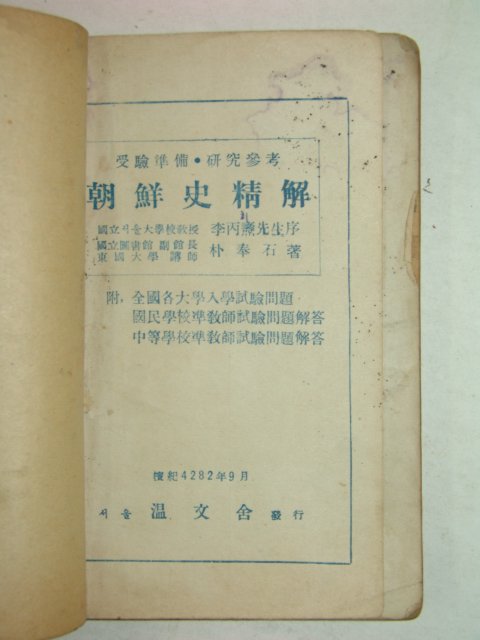 受驗準備・硏究參考
朝鮮史精解
國立서울大學校敎授 李丙燾先生序
國立圖書館副館長
東國大學講師 朴奉石著
附, 全國各大學入學試驗問題
國民學校準敎師試驗問題解答
中等學校準敎師試驗問題解答
檀紀4282年9月
서울 温文舍 發行